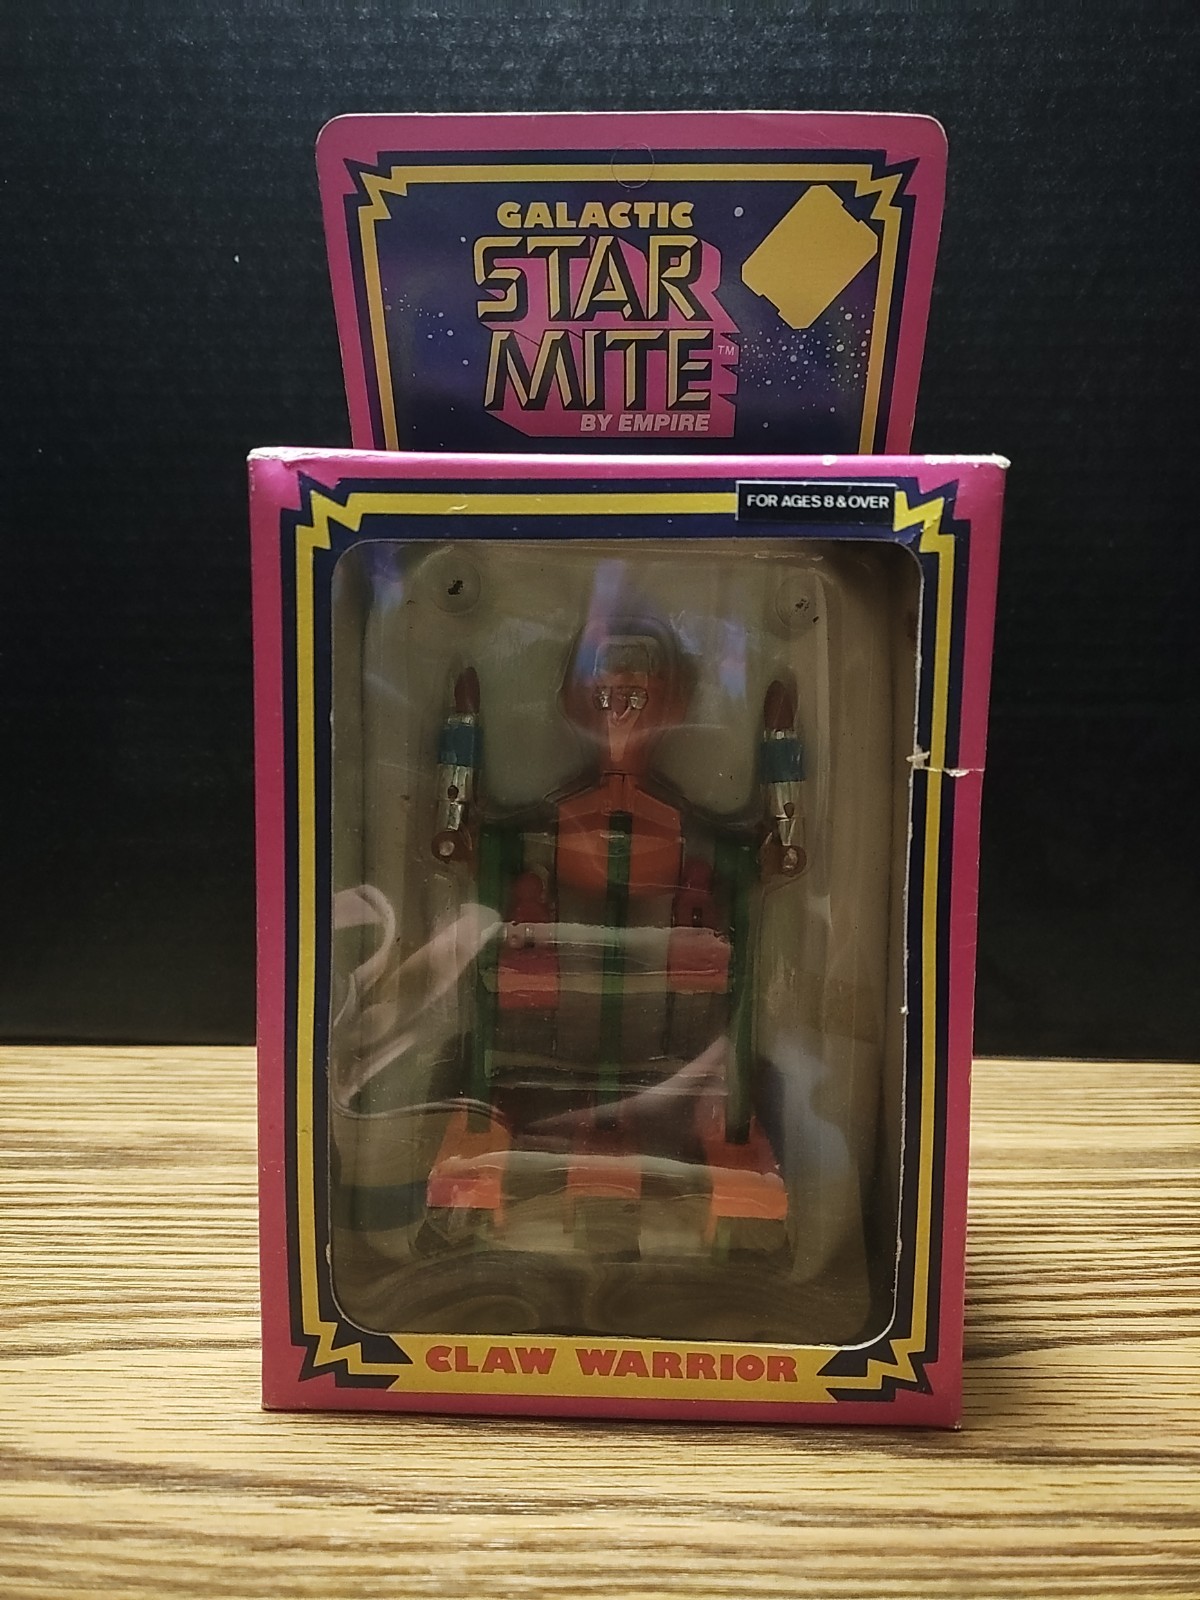 GALACTIC
STAR
MITE™
BY EMPIRE
FOR AGES 8 & OVER
CLAW WARRIOR